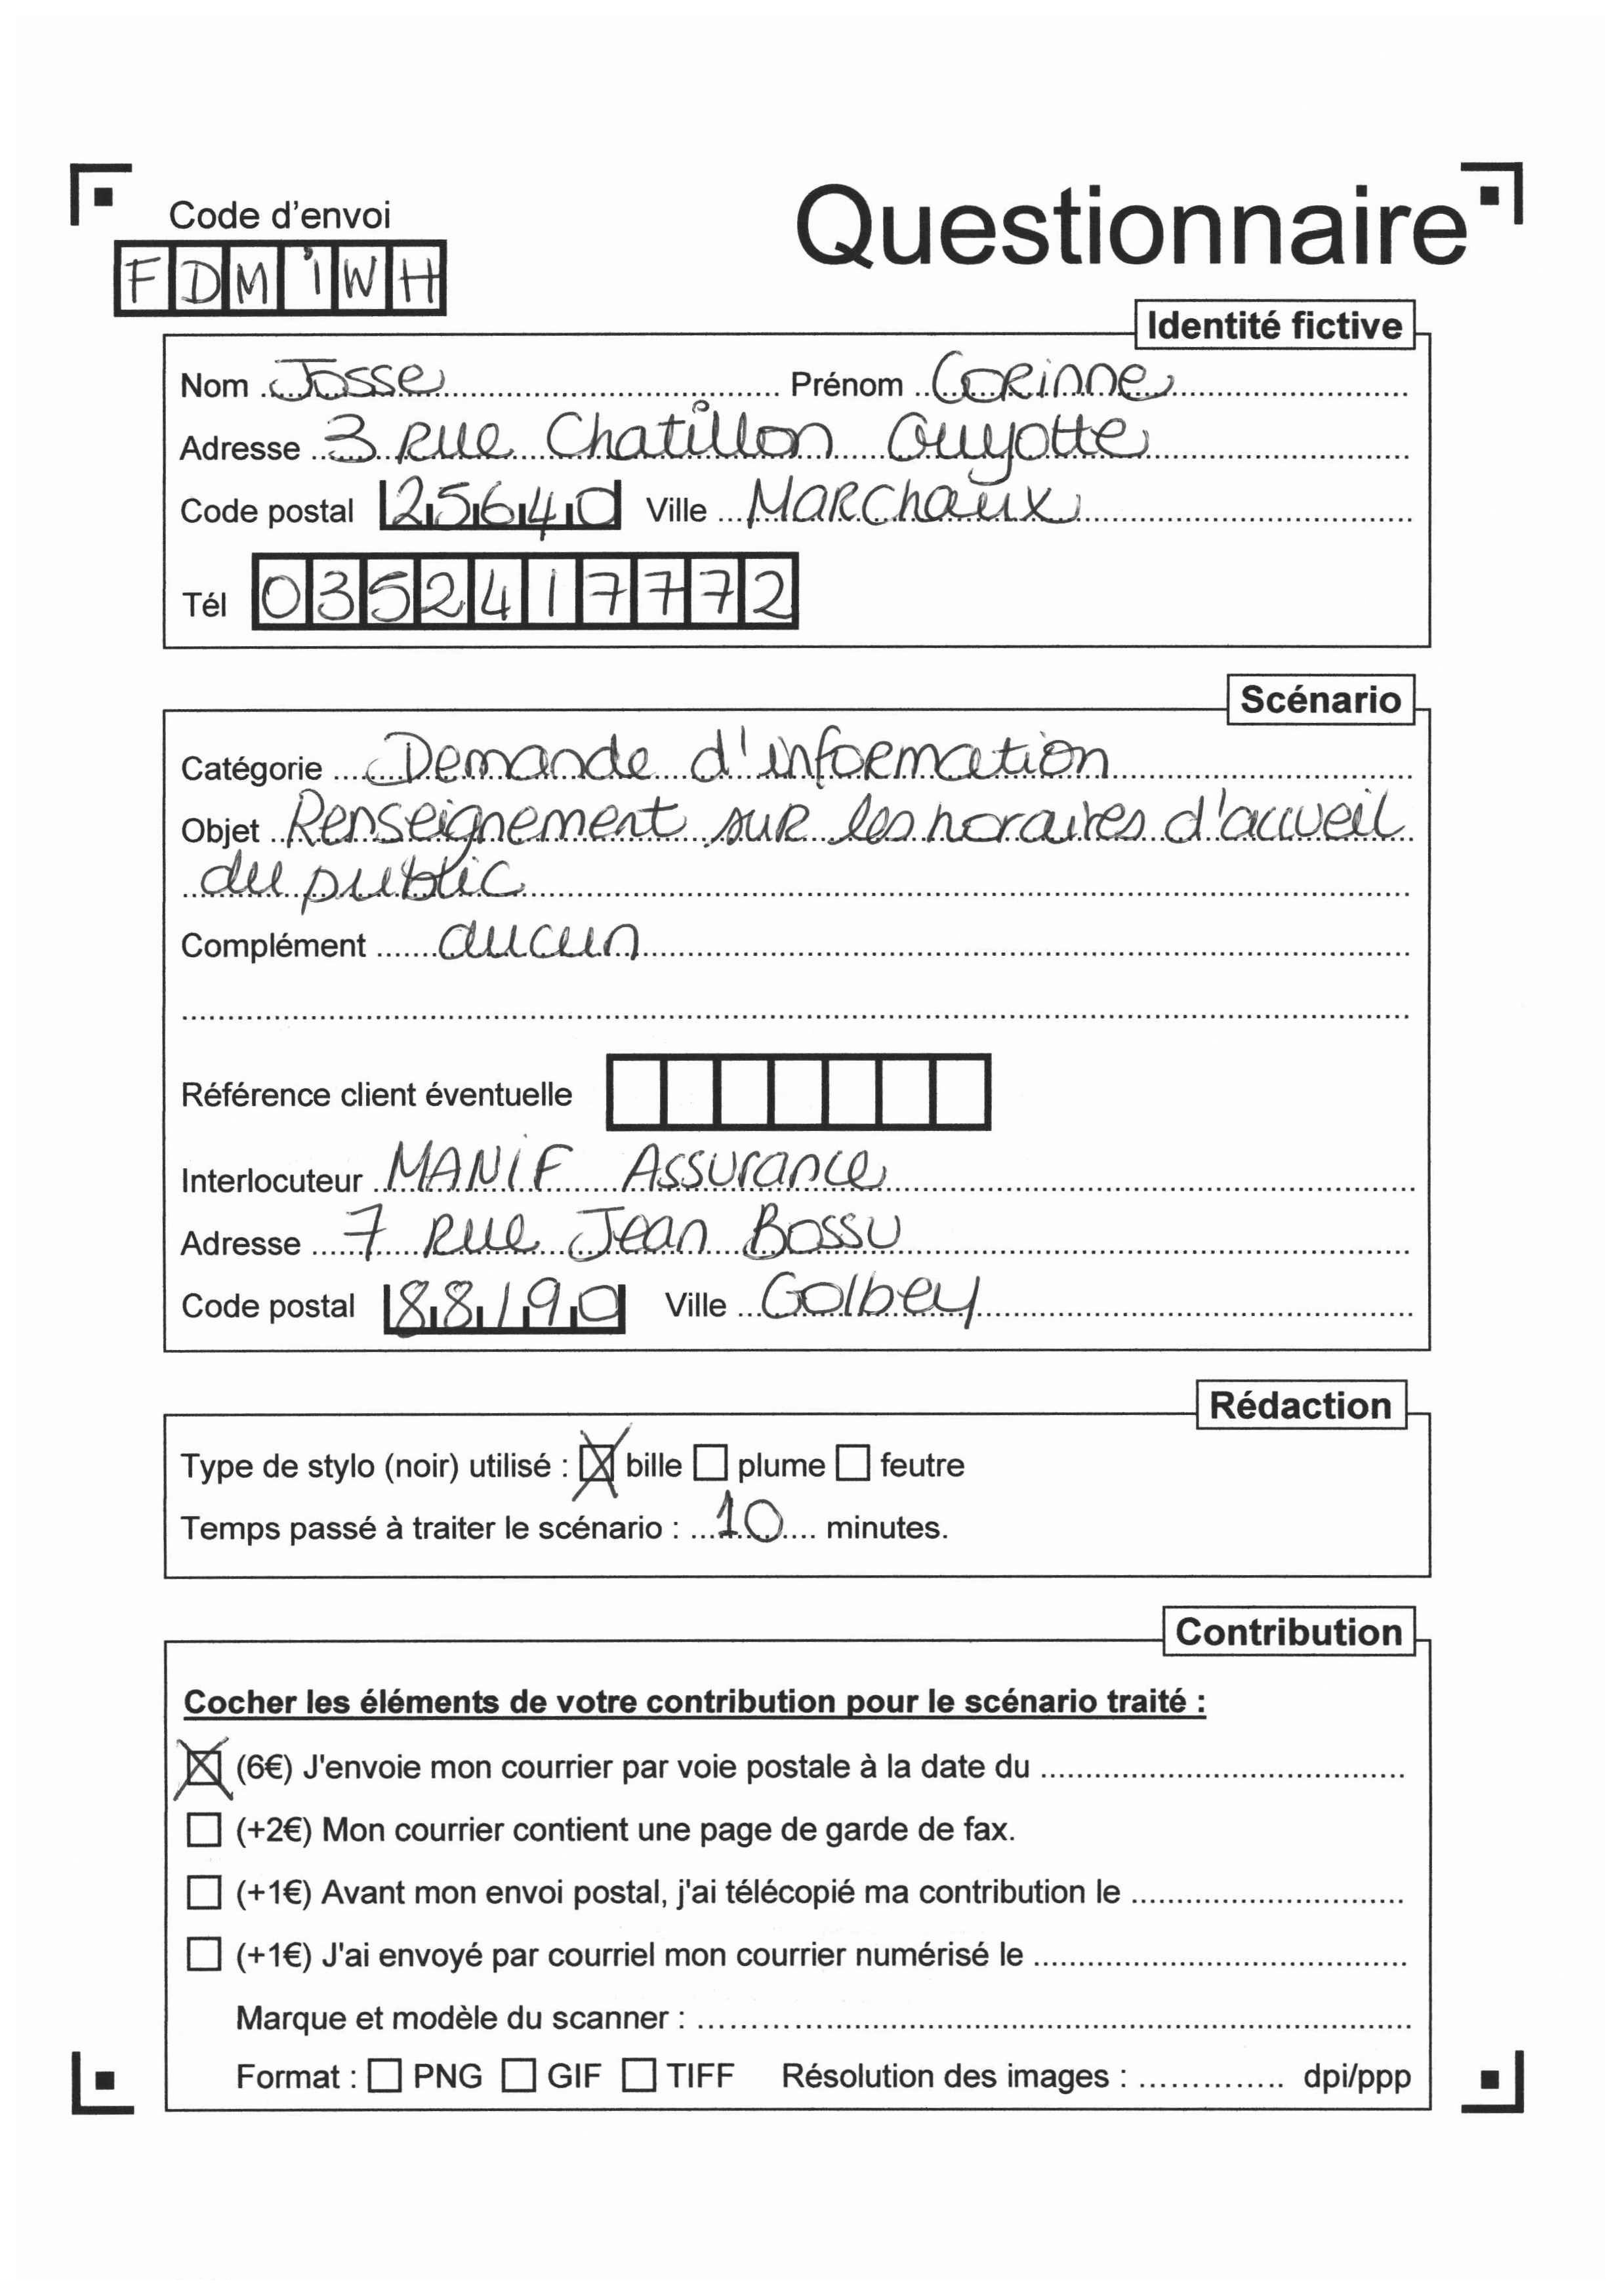 Code d'envoi
Questionnaire
FDMIWH
Identité fictive
Nom Josse Prénom Corinne
Adresse 3 rue Chatillon Guyotte
Code postal 25640 Ville Marchaux
Tél 0352417772
Scénario
Catégorie Demande d'information
Objet Renseignement sur les horaires d'accueil
du public
Complément aucun
Référence client éventuelle
Interlocuteur MANiF Assurance
Adresse 7 rue Jean Bossu
Code postal 88190 Ville Golbey
Rédaction
Type de stylo (noir) utilisé : bille plume feutre
Temps passé à traiter le scénario : 10 minutes.
Contribution
Cocher les éléments de votre contribution pour le scénario traité :
(6€) J'envoie mon courrier par voie postale à la date du
(+2€) Mon courrier contient une page de garde de fax.
(+1€) Avant mon envoi postal, j'ai télécopié ma contribution le
(+1€) J'ai envoyé par courriel mon courrier numérisé le
Marque et modèle du scanner :
Format : PNG GIF TIFF Résolution des images : dpi/ppp